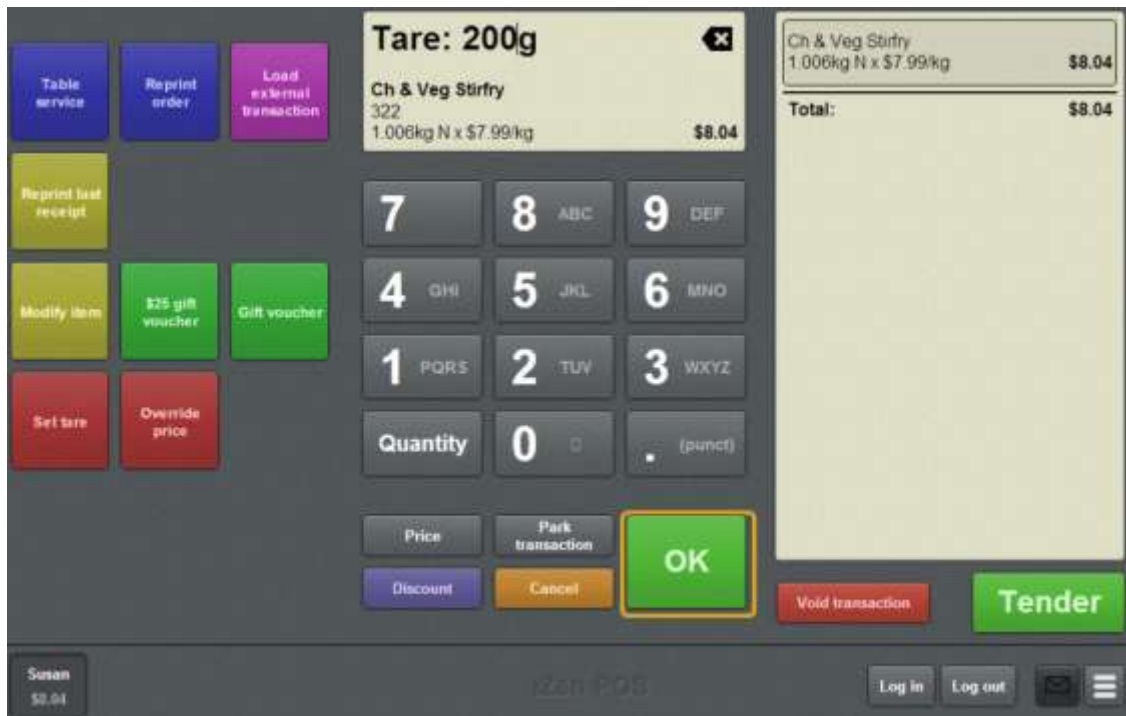 Table
service
Reprint
order
Load
external
transaction
Reprint last
receipt
Modify item
$25 gift
voucher
Gift voucher
Set tare
Override
price
Tare: 200g
Ch & Veg Stirfry
322
1.006kg N x $7.99/kg $8.04
7
8 ABC
9 DEF
4 GHI
5 JKL
6 MNO
1 PQRS
2 TUV
3 WXYZ
Quantity
0
. (punct)
Price
Park
transaction
Discount
Cancel
OK
Ch & Veg Stirfry
1.006kg N x $7.99/kg $8.04
Total: $8.04
Void transaction
Tender
Susan
$8.04
Log in
Log out